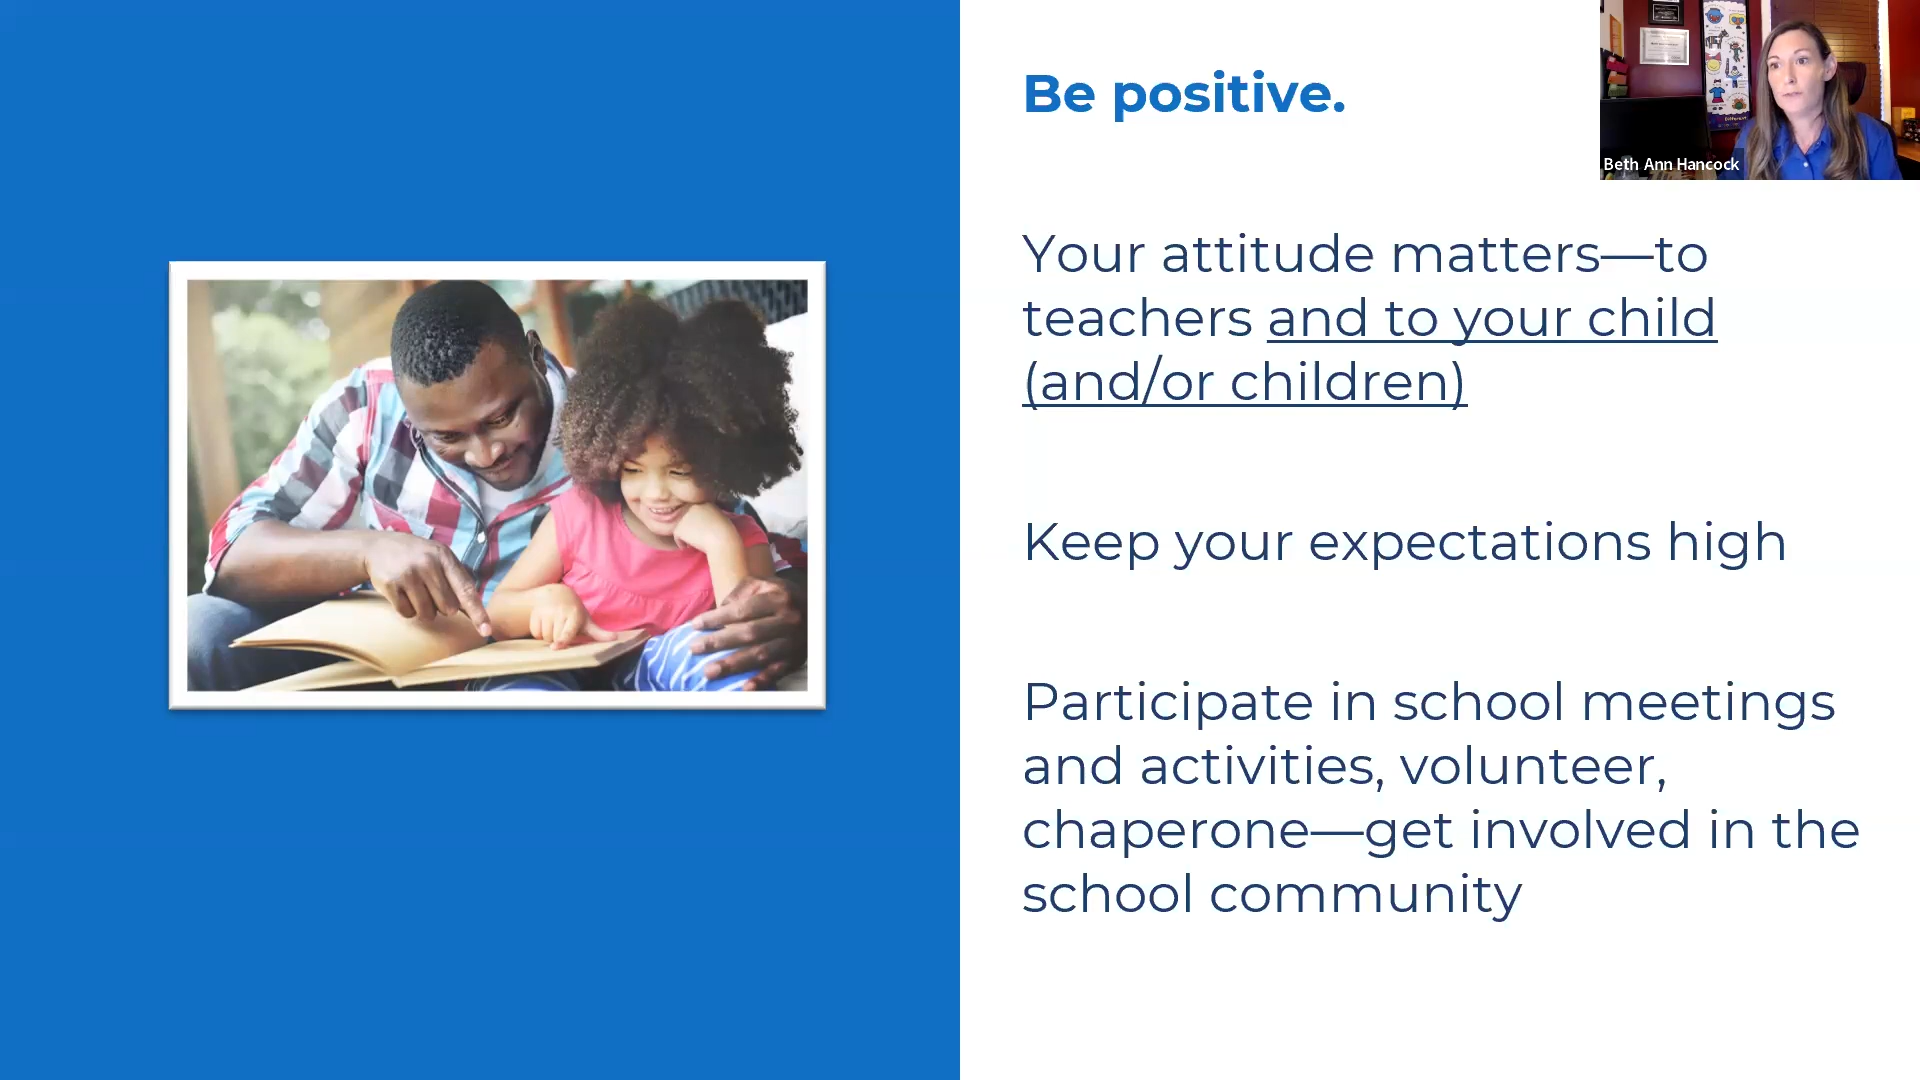 Be positive.
Your attitude matters—to
teachers and to your child
(and/or children)
Keep your expectations high
Participate in school meetings
and activities, volunteer,
chaperone—get involved in the
school community
Beth Ann Hancock